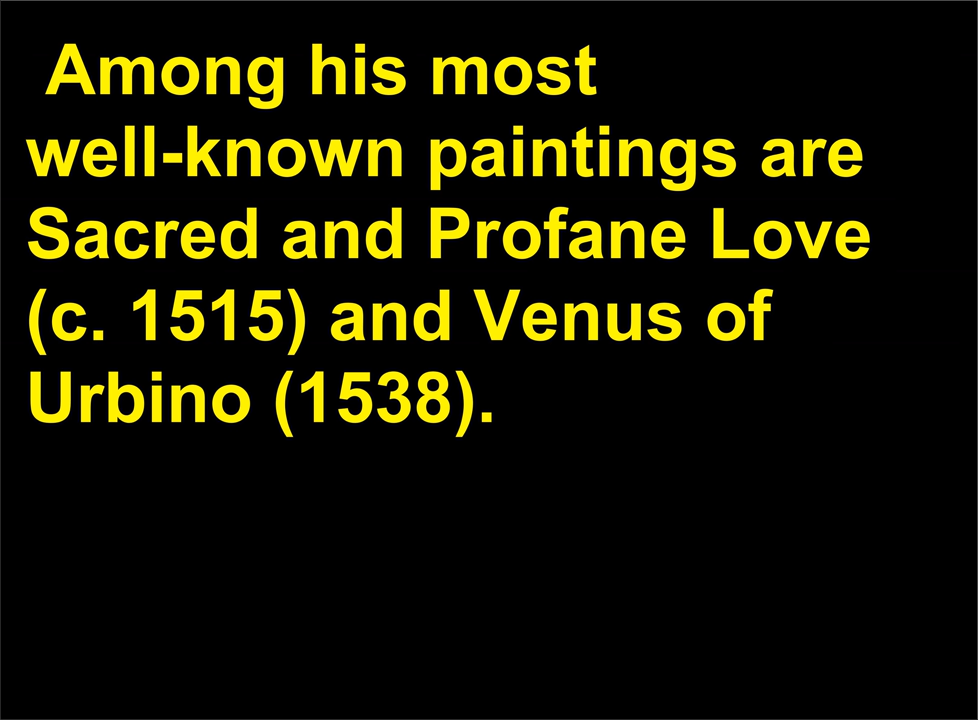 Among his most
well-known paintings are
Sacred and Profane Love
(c. 1515) and Venus of
Urbino (1538).